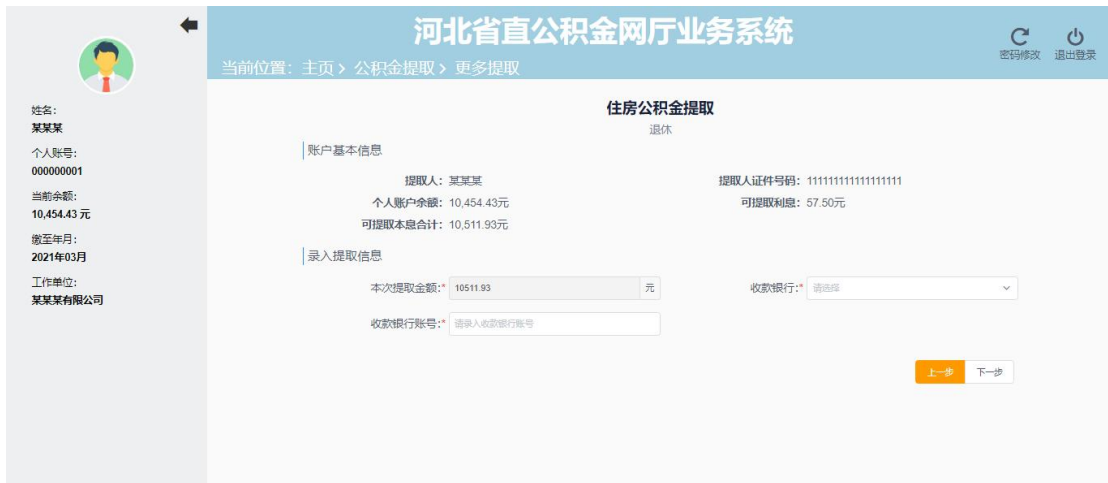 河北省直公积金网厅业务系统
当前位置：主页 > 公积金提取 > 更多提取
密码修改 退出登录
姓名：
某某某
个人账号：
000000001
当前余额：
10,454.43 元
缴至年月：
2021年03月
工作单位：
某某某有限公司
住房公积金提取
退休
账户基本信息
提取人：某某某 提取人证件号码：111111111111111111
个人账户余额：10,454.43元 可提取利息：57.50元
可提取本息合计：10,511.93元
录入提取信息
本次提取金额:* 10511.93 元 收款银行:* 请选择
收款银行账号:* 请录入收款银行账号
上一步 下一步